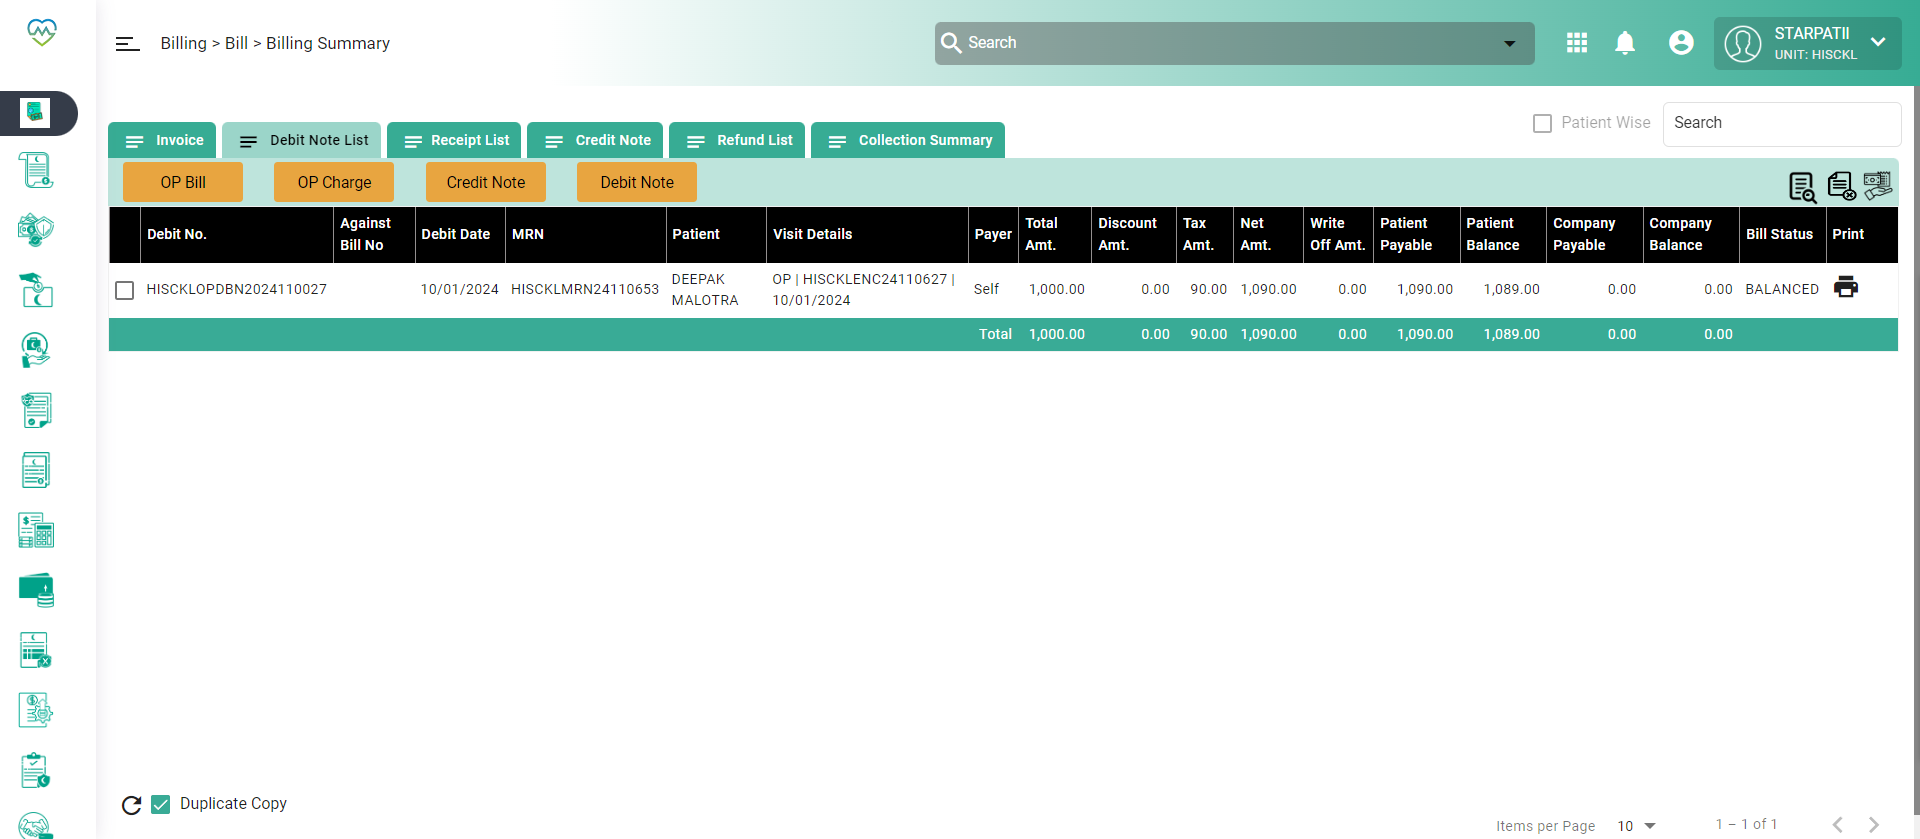 Billing > Bill > Billing Summary
Search
STARPATII
UNIT: HISCKL
Patient Wise
Search
Invoice
Debit Note List
Receipt List
Credit Note
Refund List
Collection Summary
OP Bill
OP Charge
Credit Note
Debit Note
Debit No.
Against
Bill No
Debit Date
MRN
Patient
Visit Details
Payer
Total
Amt.
Discount
Amt.
Tax
Amt.
Net
Amt.
Write
Off Amt.
Patient
Payable
Patient
Balance
Company
Payable
Company
Balance
Bill Status
Print
HISCKLOPDBN2024110027
10/01/2024
HISCKLMRN24110653
DEEPAK
MALOTRA
OP | HISCKLENC24110627 |
10/01/2024
Self
1,000.00
0.00
90.00
1,090.00
0.00
1,090.00
1,089.00
0.00
0.00
BALANCED
Total
1,000.00
0.00
90.00
1,090.00
0.00
1,090.00
1,089.00
0.00
0.00
Duplicate Copy
Items per Page
10
1 – 1 of 1